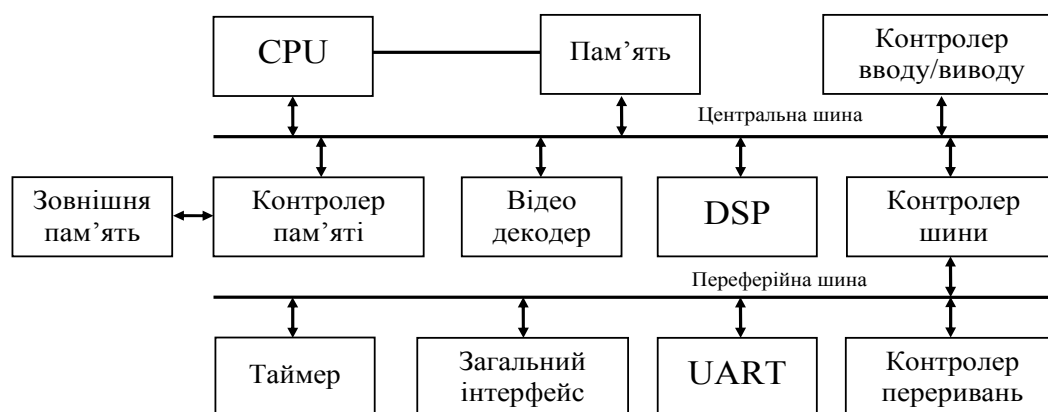 CPU
Пам’ять
Контролер
вводу/виводу
Центральна шина
Зовнішня
пам’ять
Контролер
пам’яті
Відео
декодер
DSP
Контролер
шини
Переферійна шина
Таймер
Загальний
інтерфейс
UART
Контролер
переривань